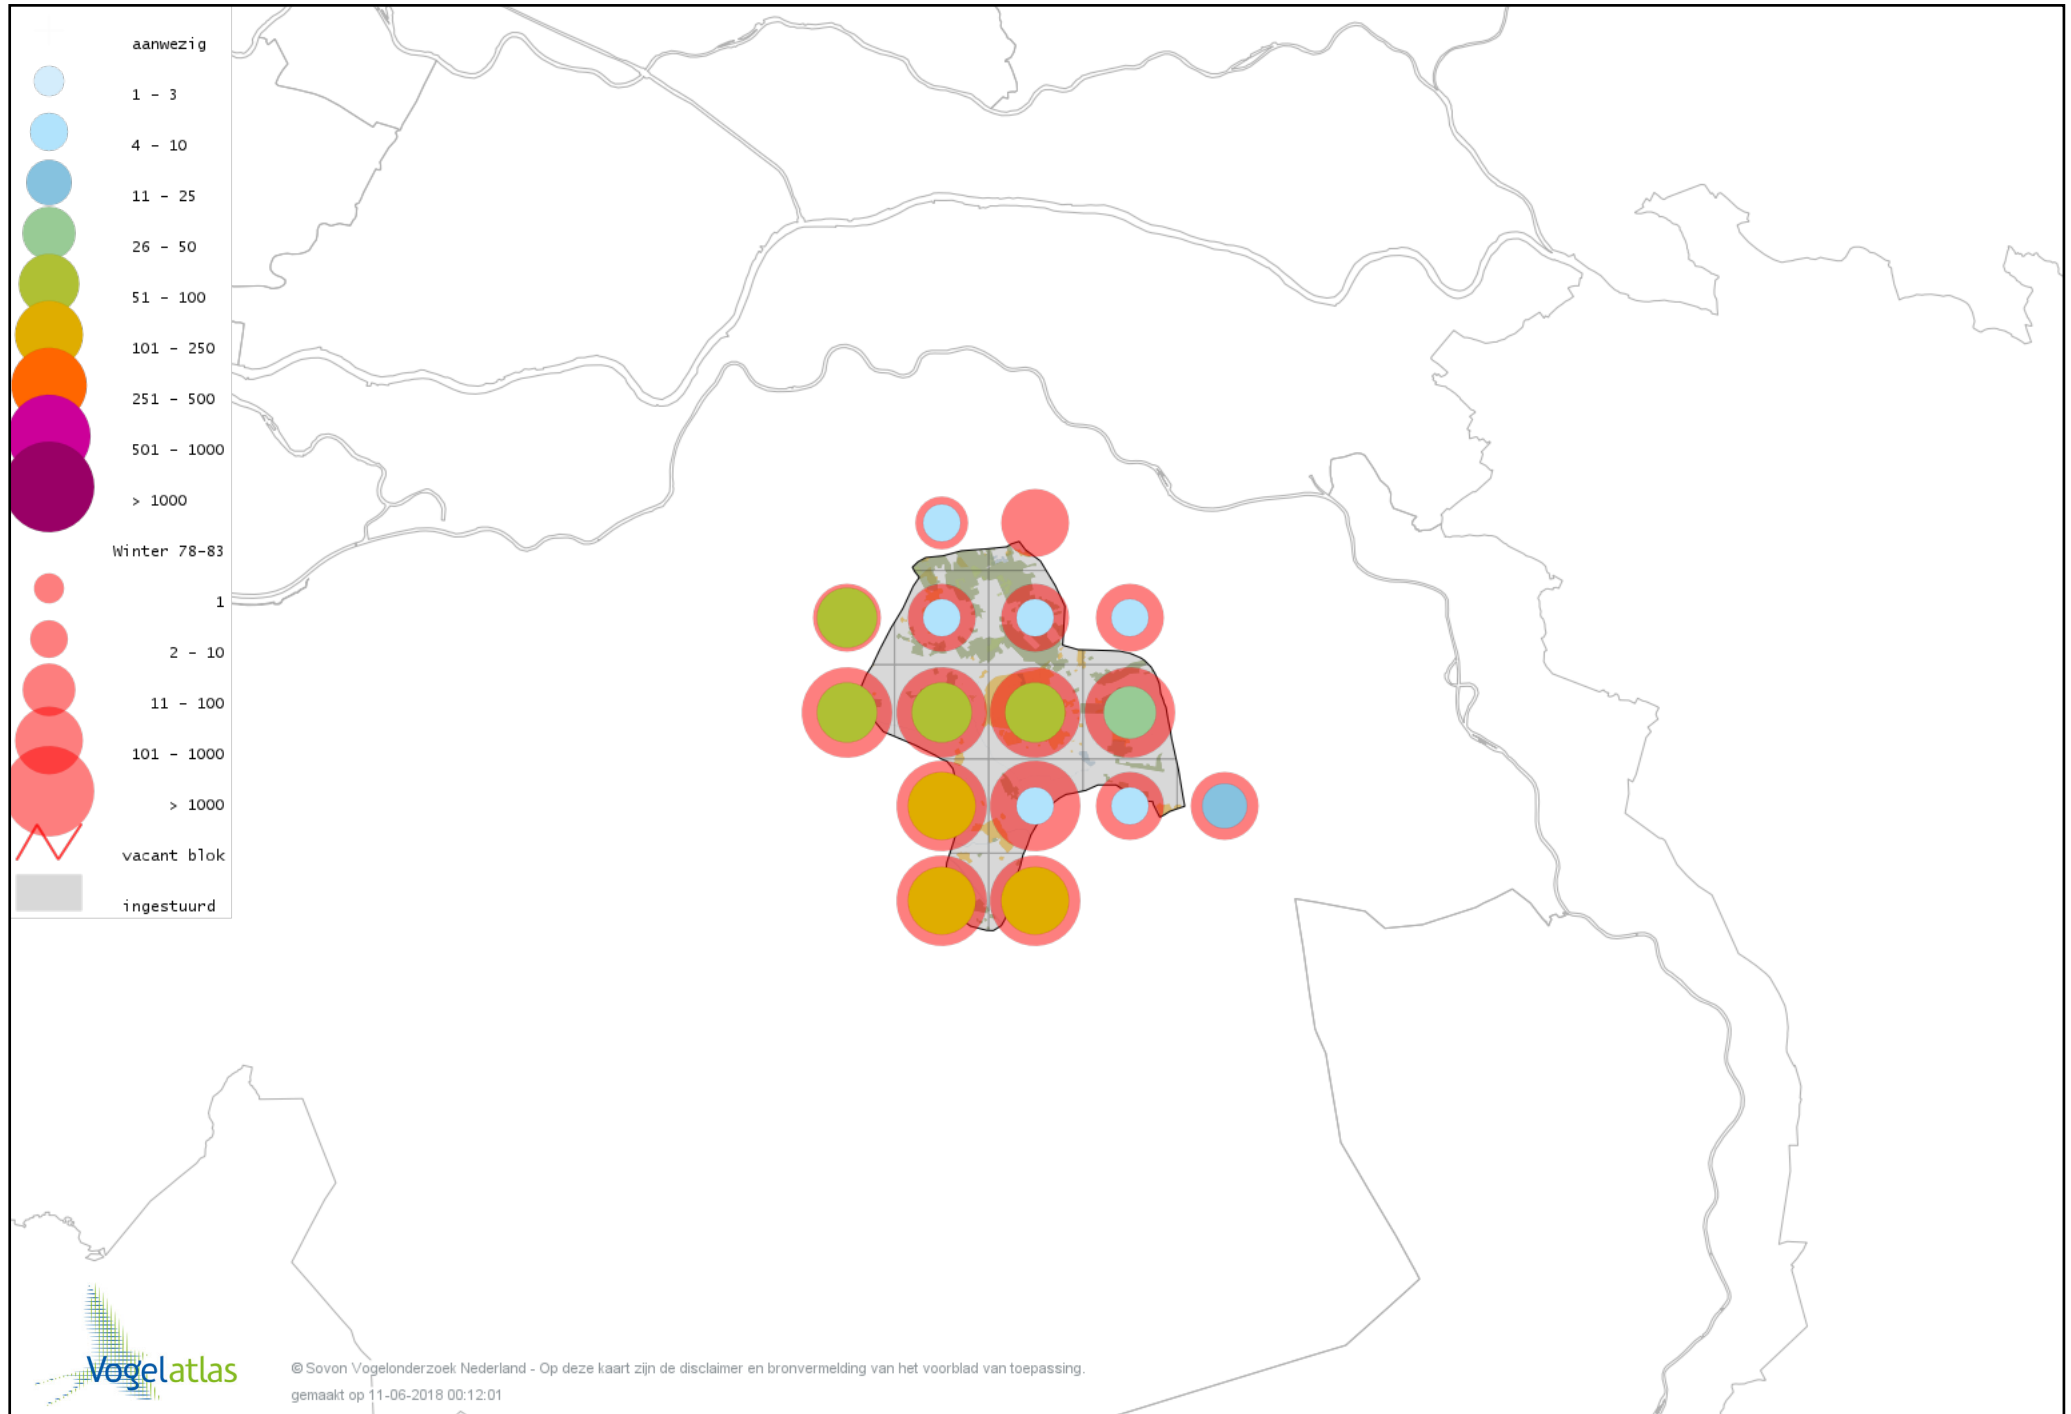 aanwezig
1 - 3
4 - 10
11 - 25
26 - 50
51 - 100
101 - 250
251 - 500
501 - 1000
> 1000
Winter 78-83
1
2 - 10
11 - 100
101 - 1000
> 1000
vacant blok
ingestuurd
Vogelatlas
© Sovon Vogelonderzoek Nederland - Op deze kaart zijn de disclaimer en bronvermelding van het voorblad van toepassing.
gemaakt op 11-06-2018 00:12:01